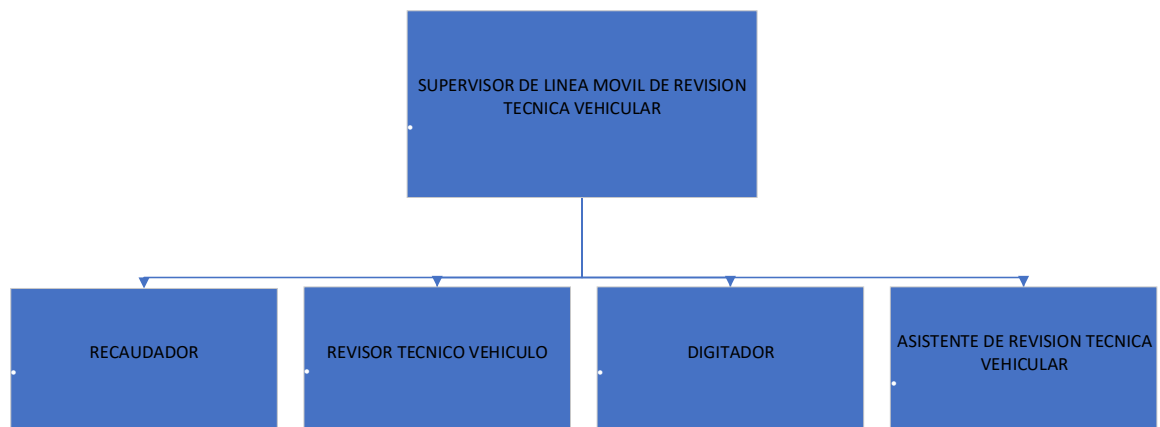 SUPERVISOR DE LINEA MOVIL DE REVISION
TECNICA VEHICULAR
RECAUDADOR
REVISOR TECNICO VEHICULO
DIGITADOR
ASISTENTE DE REVISION TECNICA
VEHICULAR